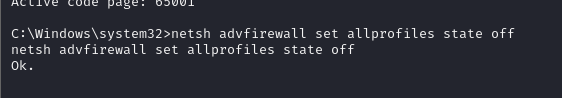 Active code page: 65001
C:\Windows\system32>netsh advfirewall set allprofiles state off
netsh advfirewall set allprofiles state off
Ok.